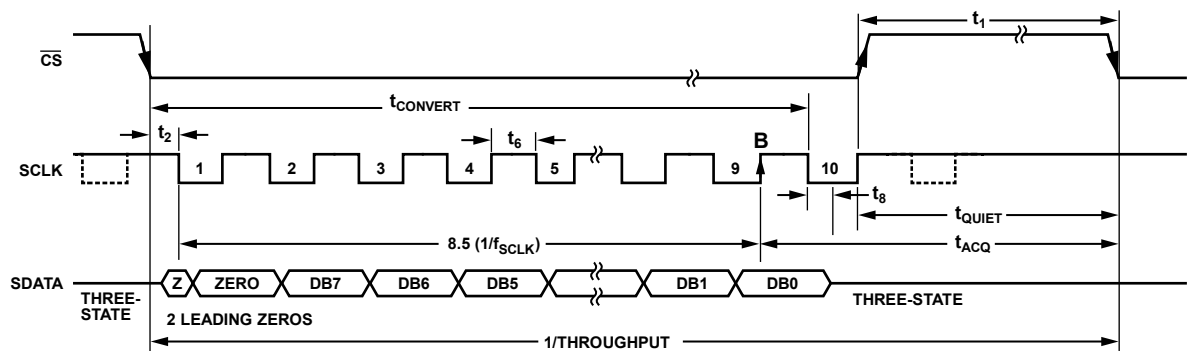 t1
CS
tCONVERT
t2
t6
B
SCLK
1 2 3 4 5 9 10
t8
tQUIET
8.5 (1/fSCLK)
tACQ
SDATA
Z ZERO DB7 DB6 DB5 DB1 DB0
THREE-
STATE
THREE-STATE
2 LEADING ZEROS
1/THROUGHPUT